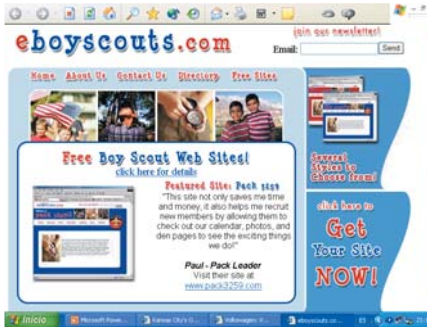 eboyscouts.com
join our newsletter!
Email: Send
Home About Us Contact Us Directory Free Sites
Free Boy Scout Web Sites!
click here for details
Featured Site: Pack 3259
"This site not only saves me time
and money, it also helps me recruit
new members by allowing them to
check out our calendar, photos, and
den pages to see the exciting things
we do!"
Paul - Pack Leader
Visit their site at
www.pack3259.com
Several
Styles to
Choose from!
click here to
Get
Your Site
NOW!
Inicio
Microsoft Powe...
Kansas City's O...
eboyscouts.co...
ES